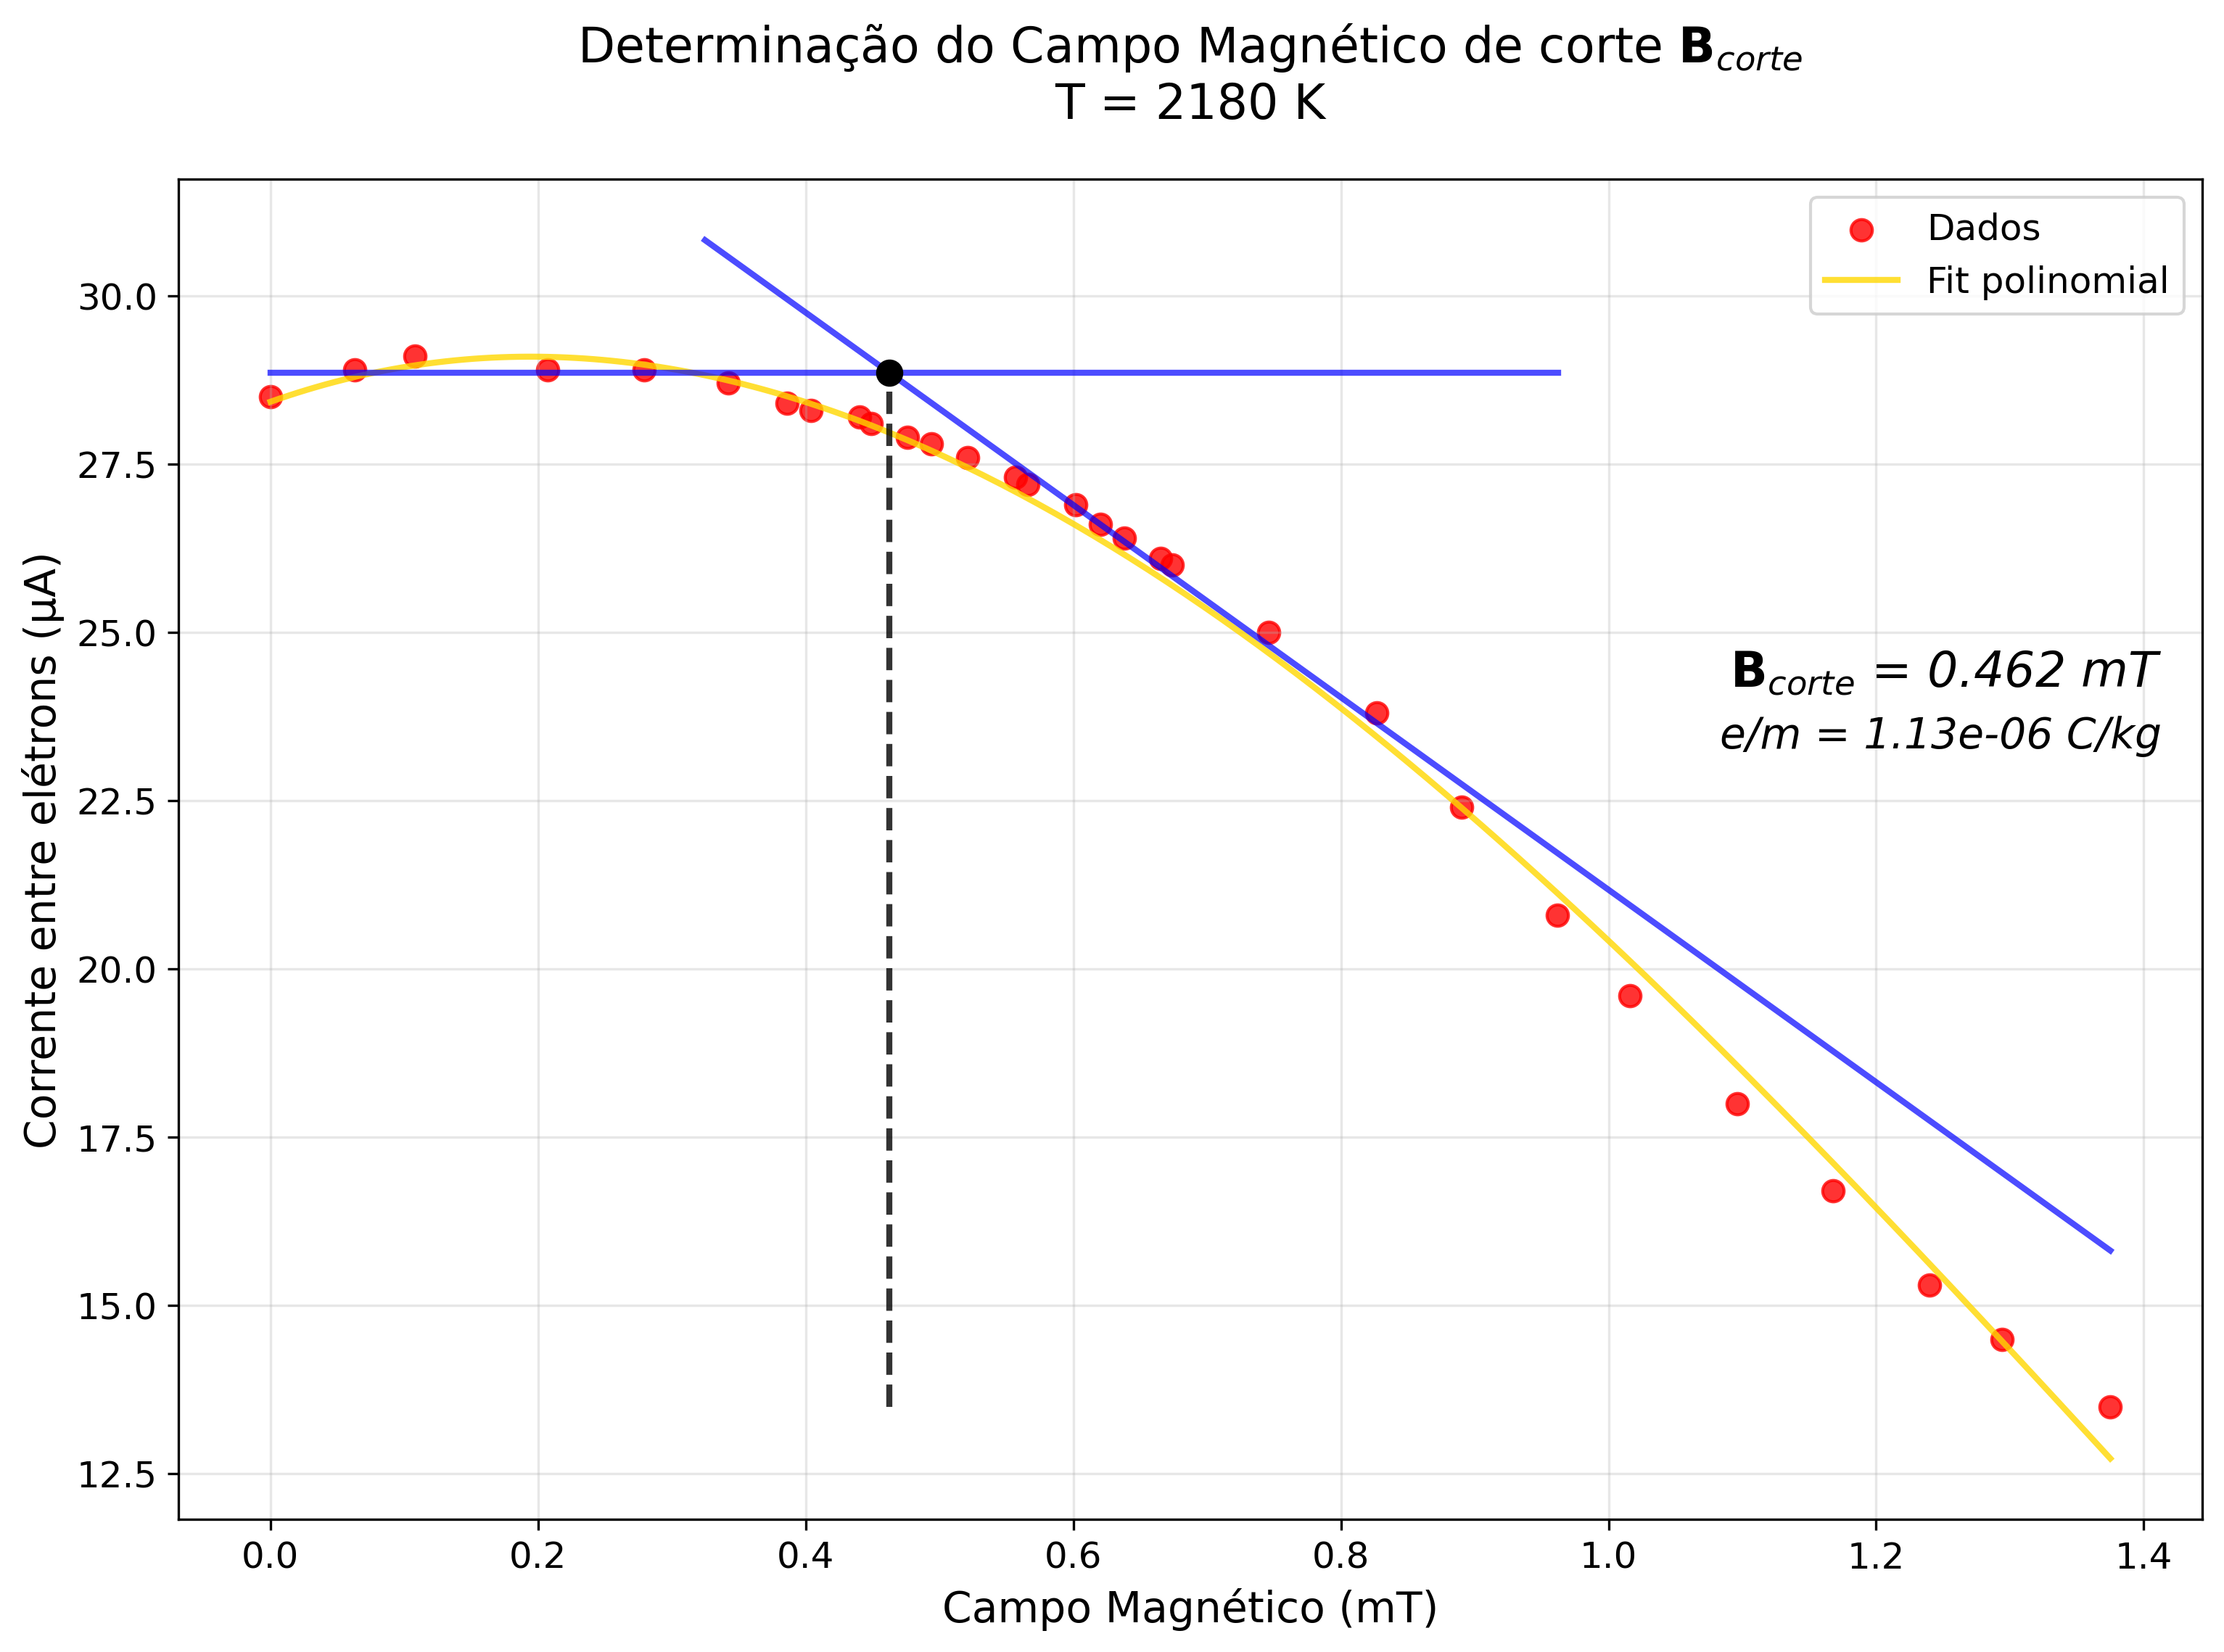 Determinação do Campo Magnético de corte B_corte
T = 2180 K
Dados
Fit polinomial
30.0
27.5
25.0
22.5
20.0
17.5
15.0
12.5
Corrente entre elétrons (μA)
B_corte = 0.462 mT
e/m = 1.13e-06 C/kg
0.0 0.2 0.4 0.6 0.8 1.0 1.2 1.4
Campo Magnético (mT)